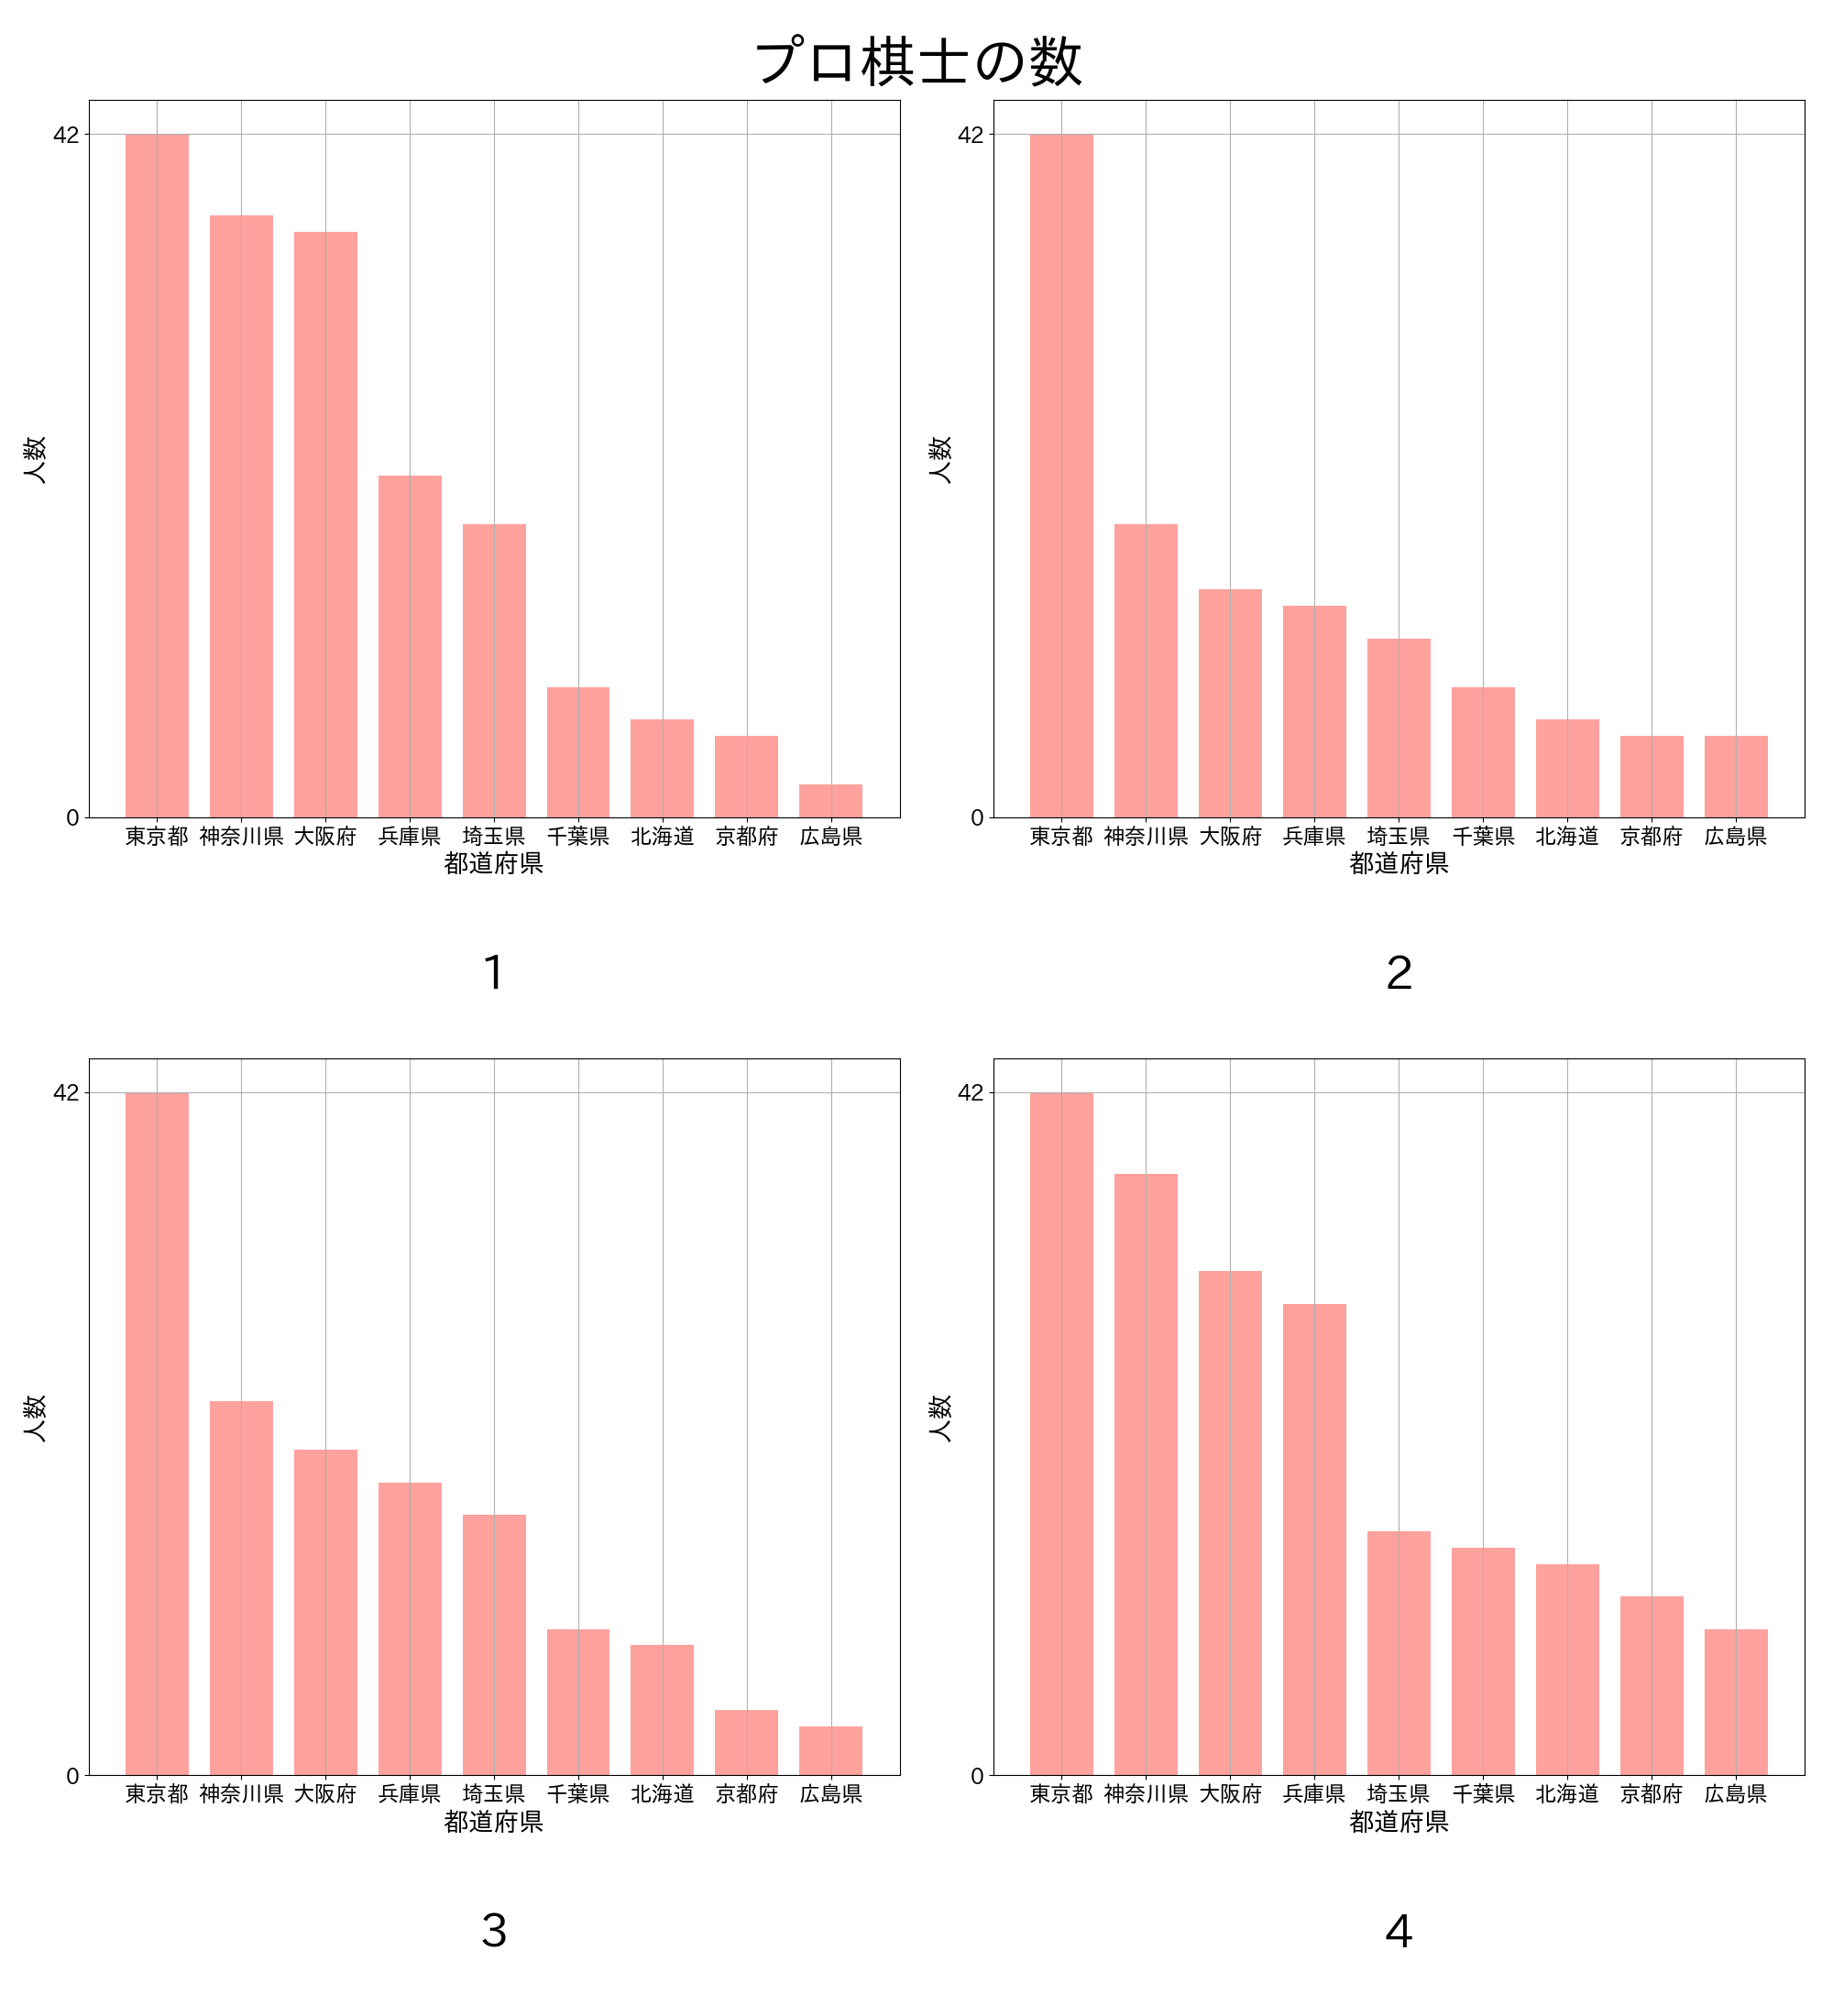 プロ棋士の数
42
0
人数
東京都 神奈川県 大阪府 兵庫県 埼玉県 千葉県 北海道 京都府 広島県
都道府県
1
42
0
人数
東京都 神奈川県 大阪府 兵庫県 埼玉県 千葉県 北海道 京都府 広島県
都道府県
2
42
0
人数
東京都 神奈川県 大阪府 兵庫県 埼玉県 千葉県 北海道 京都府 広島県
都道府県
3
42
0
人数
東京都 神奈川県 大阪府 兵庫県 埼玉県 千葉県 北海道 京都府 広島県
都道府県
4